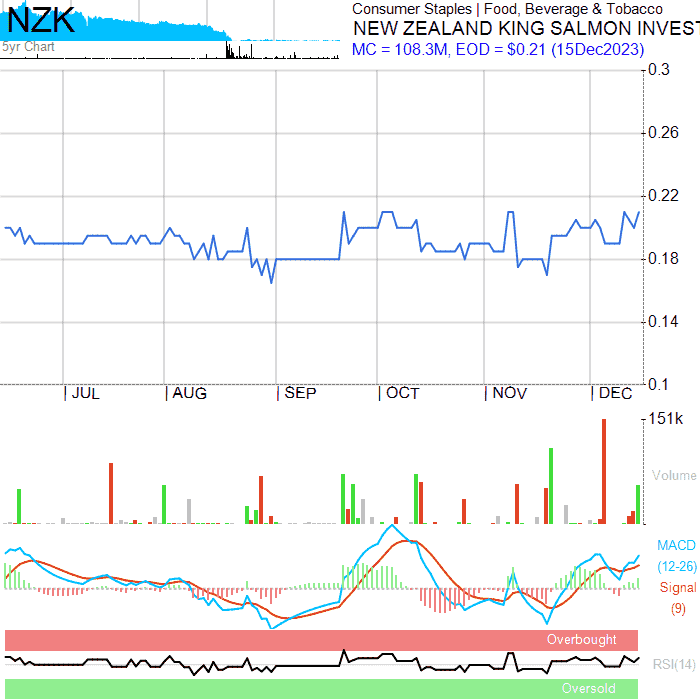 NZK
5yr Chart
Consumer Staples | Food, Beverage & Tobacco
NEW ZEALAND KING SALMON INVEST
MC = 108.3M, EOD = $0.21 (15Dec2023)
0.3
0.26
0.22
0.18
0.14
0.1
JUL AUG SEP OCT NOV DEC
151k
Volume
MACD
(12-26)
Signal
(9)
Overbought
RSI(14)
Oversold